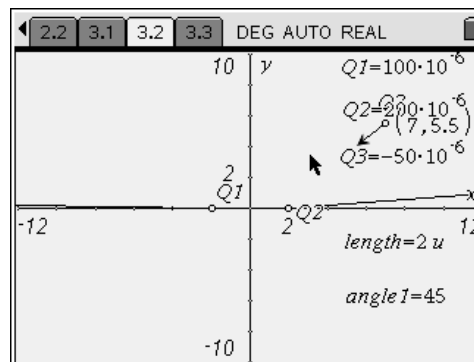 2.2 3.1 3.2 3.3 DEG AUTO REAL
10 y
Q1=100·10^-6
Q2=200·10^-6
(7,5.5)
Q3=-50·10^-6
2
Q1
x
-12
2
Q2
12
length=2 u
angle1=45
-10